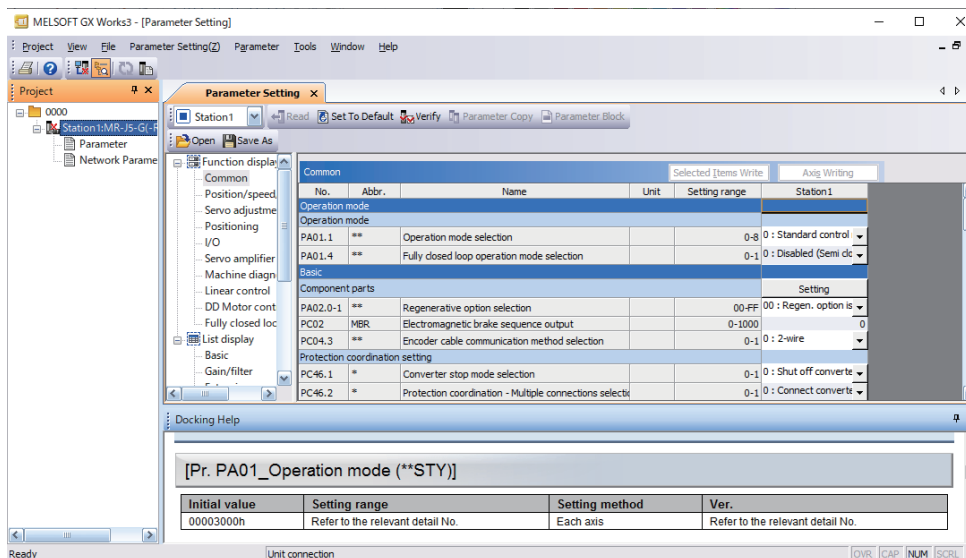 MELSOFT GX Works3 - [Parameter Setting]
Project View File Parameter Setting(Z) Parameter Tools Window Help
Project
Parameter Setting
0000
Station1:MR-J5-G(-R
Parameter
Network Parame
Station1 Read Set To Default Verify Parameter Copy Parameter Block
Open Save As
Function display
Common
Position/speed,
Servo adjustme
Positioning
I/O
Servo amplifier
Machine diagn
Linear control
DD Motor cont
Fully closed loc
List display
Basic
Gain/filter
Common Selected Items Write Axis Writing
No. Abbr. Name Unit Setting range Station1
Operation mode
Operation mode
PA01.1 ** Operation mode selection 0-8 0 : Standard control
PA01.4 ** Fully closed loop operation mode selection 0-1 0 : Disabled (Semi clc
Basic
Component parts Setting
PA02.0-1 ** Regenerative option selection 00-FF 00 : Regen. option is
PC02 MBR Electromagnetic brake sequence output 0-1000 0
PC04.3 ** Encoder cable communication method selection 0-1 0 : 2-wire
Protection coordination setting
PC46.1 * Converter stop mode selection 0-1 0 : Shut off converte
PC46.2 * Protection coordination - Multiple connections selectic 0-1 0 : Connect converte
Docking Help
[Pr. PA01_Operation mode (**STY)]
Initial value Setting range Setting method Ver.
00003000h Refer to the relevant detail No. Each axis Refer to the relevant detail No.
Ready Unit connection OVR CAP NUM SCRL